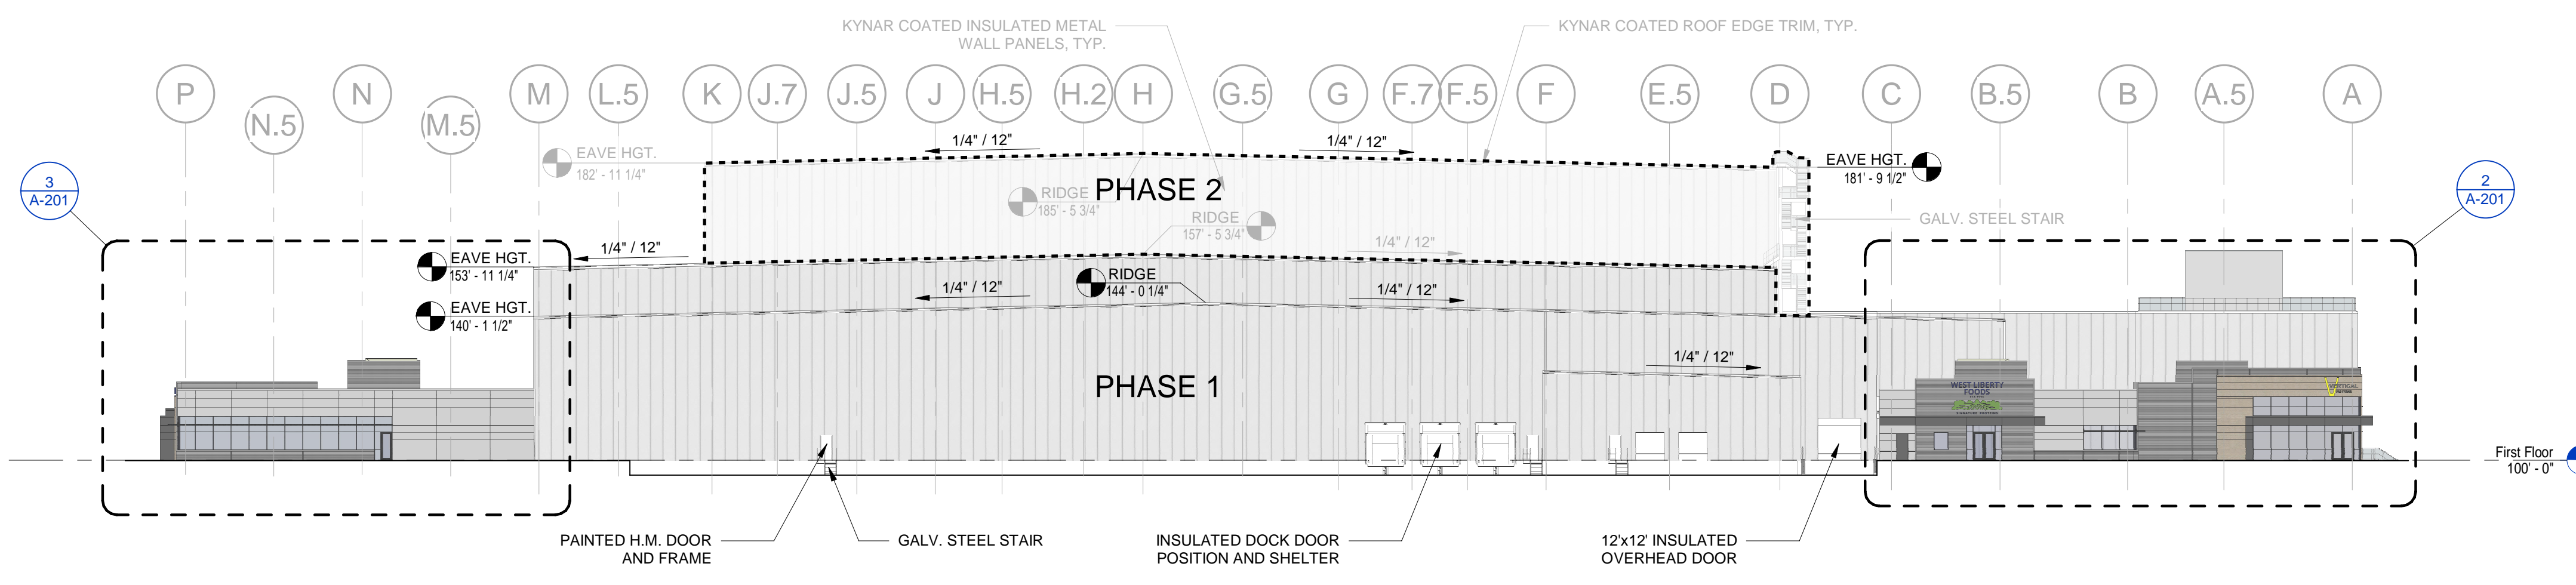 KYNAR COATED INSULATED METAL
WALL PANELS, TYP.
KYNAR COATED ROOF EDGE TRIM, TYP.
P
N.5
N
M.5
M
L.5
K
J.7
J.5
J
H.5
H.2
H
G.5
G
F.7
F.5
F
E.5
D
C
B.5
B
A.5
A
1/4" / 12"
1/4" / 12"
EAVE HGT.
182' - 11 1/4"
EAVE HGT.
181' - 9 1/2"
3
A-201
2
A-201
PHASE 2
RIDGE
185' - 5 3/4"
RIDGE
157' - 5 3/4"
GALV. STEEL STAIR
1/4" / 12"
1/4" / 12"
EAVE HGT.
153' - 11 1/4"
RIDGE
144' - 0 1/4"
1/4" / 12"
1/4" / 12"
EAVE HGT.
140' - 1 1/2"
1/4" / 12"
PHASE 1
WEST LIBERTY
FOODS
SIGNATURE PROTEINS
VERTICAL
First Floor
100' - 0"
PAINTED H.M. DOOR
AND FRAME
GALV. STEEL STAIR
INSULATED DOCK DOOR
POSITION AND SHELTER
12'x12' INSULATED
OVERHEAD DOOR